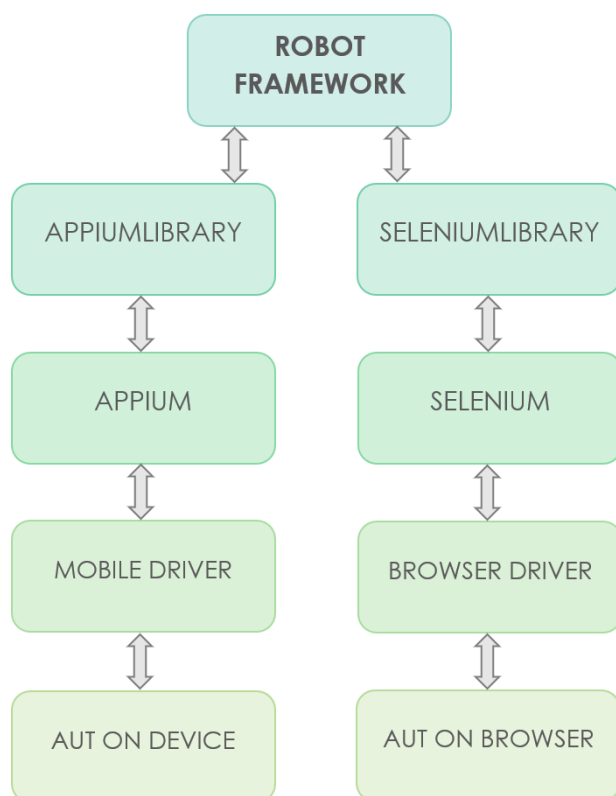 ROBOT
FRAMEWORK
APPIUMLIBRARY
SELENIUMLIBRARY
APPIUM
SELENIUM
MOBILE DRIVER
BROWSER DRIVER
AUT ON DEVICE
AUT ON BROWSER